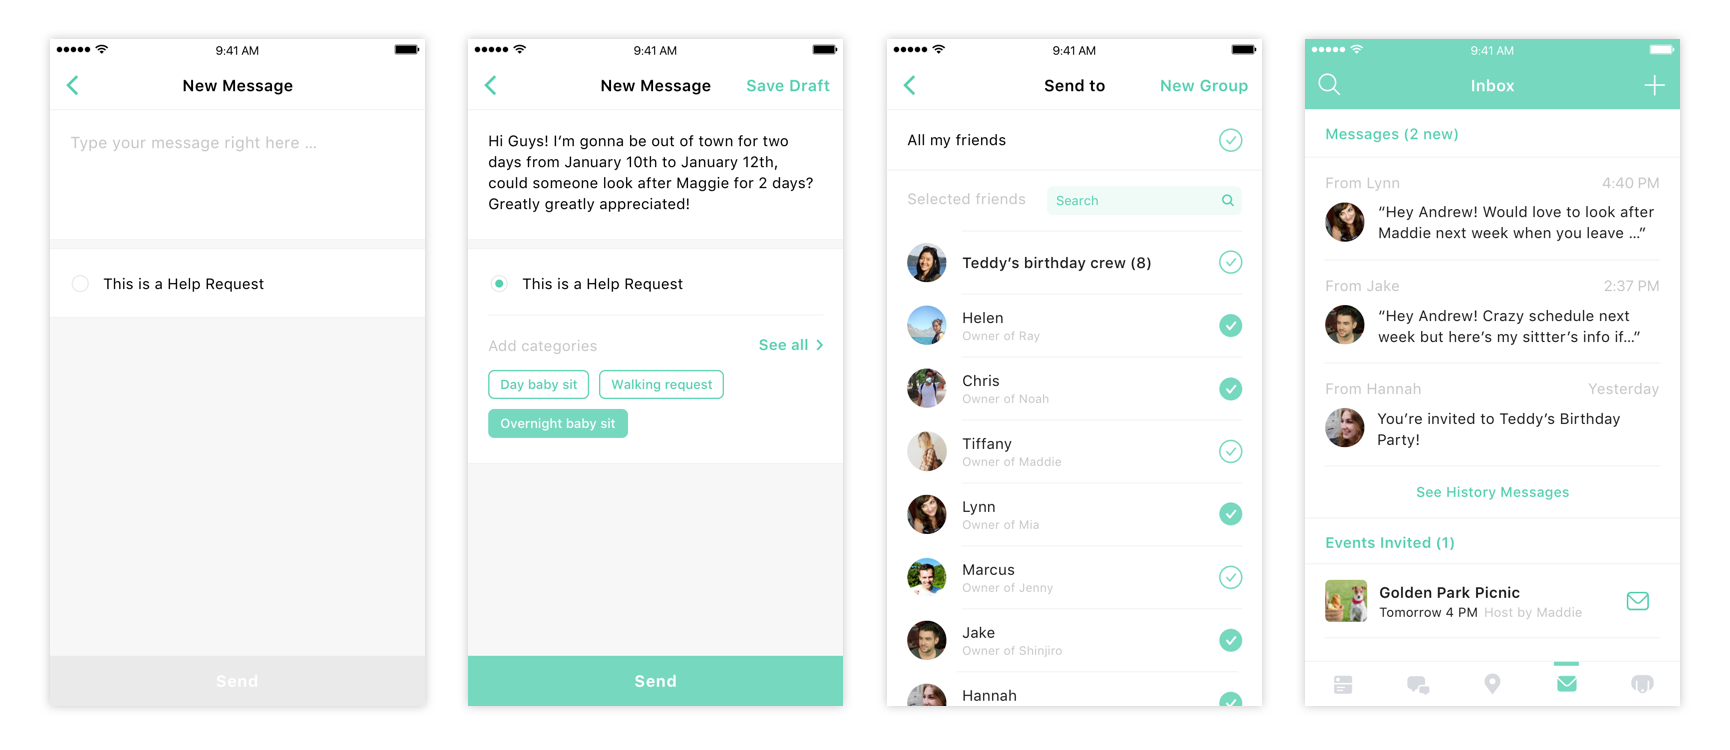 9:41 AM
New Message
Type your message right here ...
This is a Help Request
Send
9:41 AM
New Message Save Draft
Hi Guys! I’m gonna be out of town for two
days from January 10th to January 12th,
could someone look after Maggie for 2 days?
Greatly greatly appreciated!
This is a Help Request
Add categories See all
Day baby sit Walking request
Overnight baby sit
Send
9:41 AM
Send to New Group
All my friends
Selected friends Search
Teddy’s birthday crew (8)
Helen
Owner of Ray
Chris
Owner of Noah
Tiffany
Owner of Maddie
Lynn
Owner of Mia
Marcus
Owner of Jenny
Jake
Owner of Shinjiro
Hannah
9:41 AM
Inbox
Messages (2 new)
From Lynn 4:40 PM
“Hey Andrew! Would love to look after
Maddie next week when you leave ...”
From Jake 2:37 PM
“Hey Andrew! Crazy schedule next
week but here’s my sittter’s info if...”
From Hannah Yesterday
You’re invited to Teddy’s Birthday
Party!
See History Messages
Events Invited (1)
Golden Park Picnic
Tomorrow 4 PM Host by Maddie